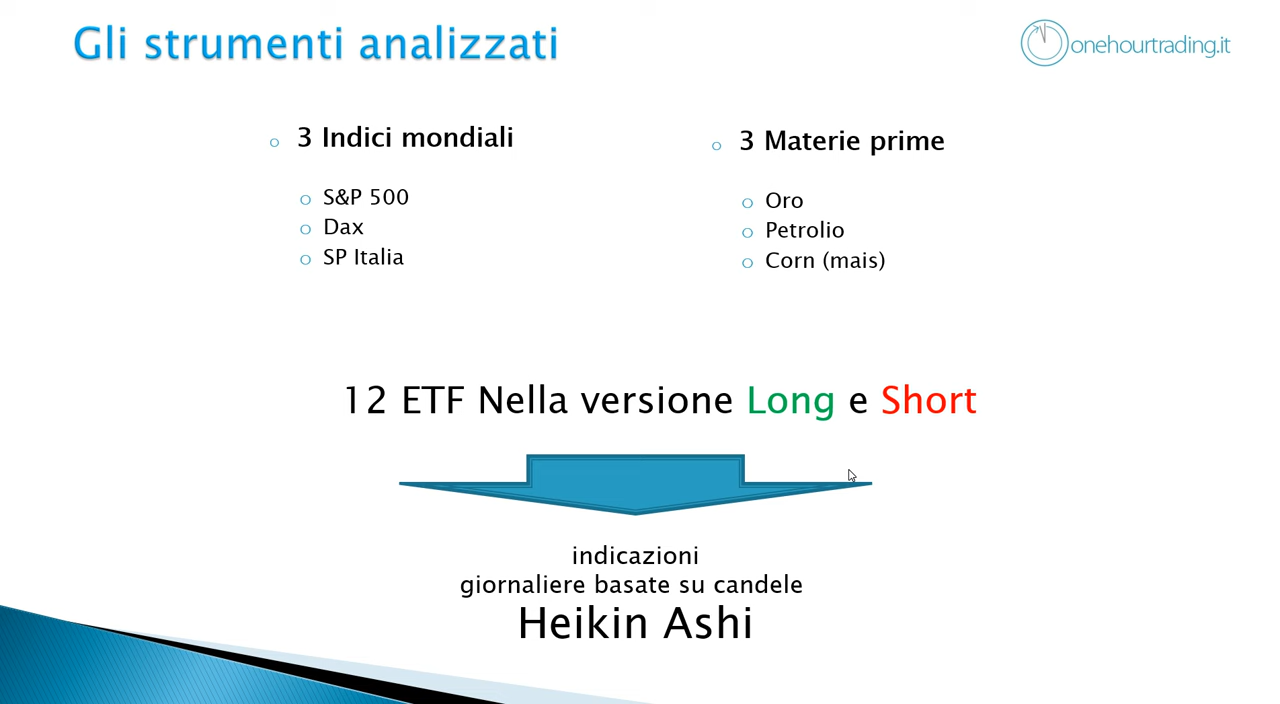 Gli strumenti analizzati
onehourtrading.it
3 Indici mondiali
S&P 500
Dax
SP Italia
3 Materie prime
Oro
Petrolio
Corn (mais)
12 ETF Nella versione Long e Short
indicazioni
giornaliere basate su candele
Heikin Ashi